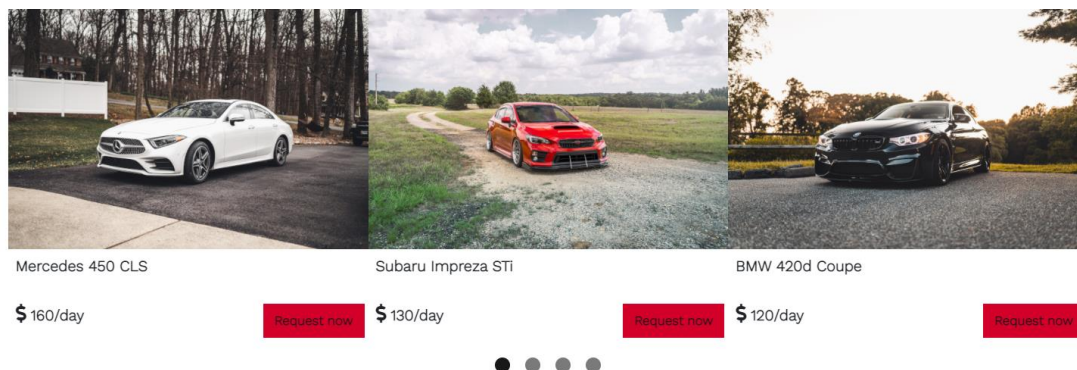 Mercedes 450 CLS
$ 160/day
Request now
Subaru Impreza STi
$ 130/day
Request now
BMW 420d Coupe
$ 120/day
Request now